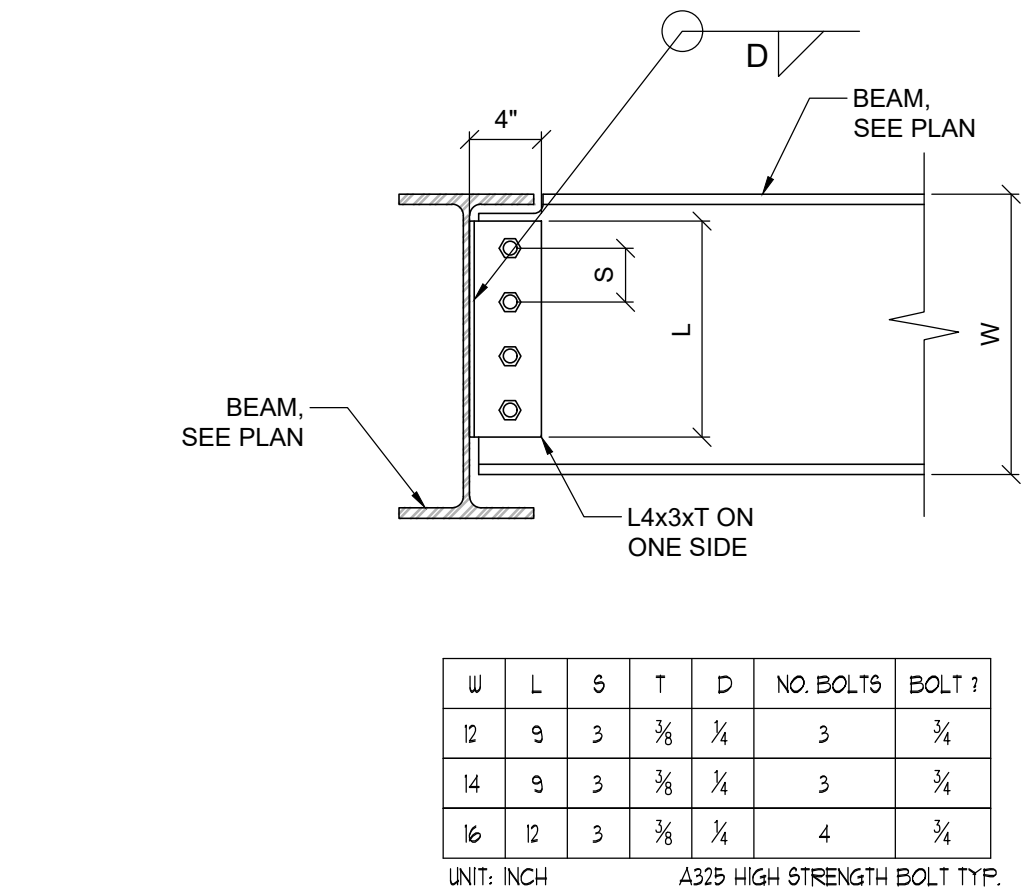 D
BEAM,
SEE PLAN
4"
S
L
W
BEAM,
SEE PLAN
L4x3xT ON
ONE SIDE
W L S T D NO. BOLTS BOLT ?
12 9 3 3/8 1/4 3 3/4
14 9 3 3/8 1/4 3 3/4
16 12 3 3/8 1/4 4 3/4
UNIT: INCH A325 HIGH STRENGTH BOLT TYP.